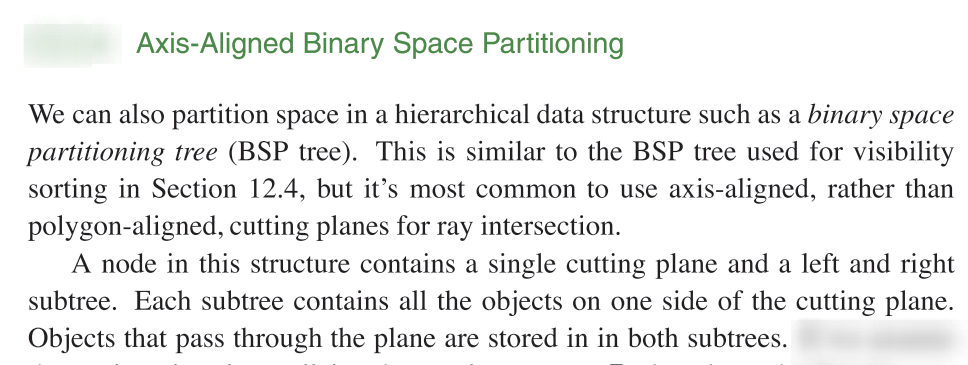 Axis-Aligned Binary Space Partitioning
We can also partition space in a hierarchical data structure such as a binary space
partitioning tree (BSP tree). This is similar to the BSP tree used for visibility
sorting in Section 12.4, but it's most common to use axis-aligned, rather than
polygon-aligned, cutting planes for ray intersection.
A node in this structure contains a single cutting plane and a left and right
subtree. Each subtree contains all the objects on one side of the cutting plane.
Objects that pass through the plane are stored in in both subtrees.